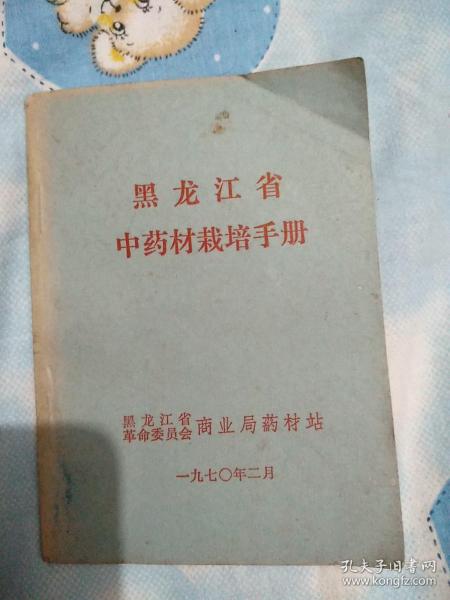 黑龙江省
中药材栽培手册
黑龙江省
革命委员会 商业局药材站
一九七〇年二月
孔夫子旧书网
www.kongfz.com